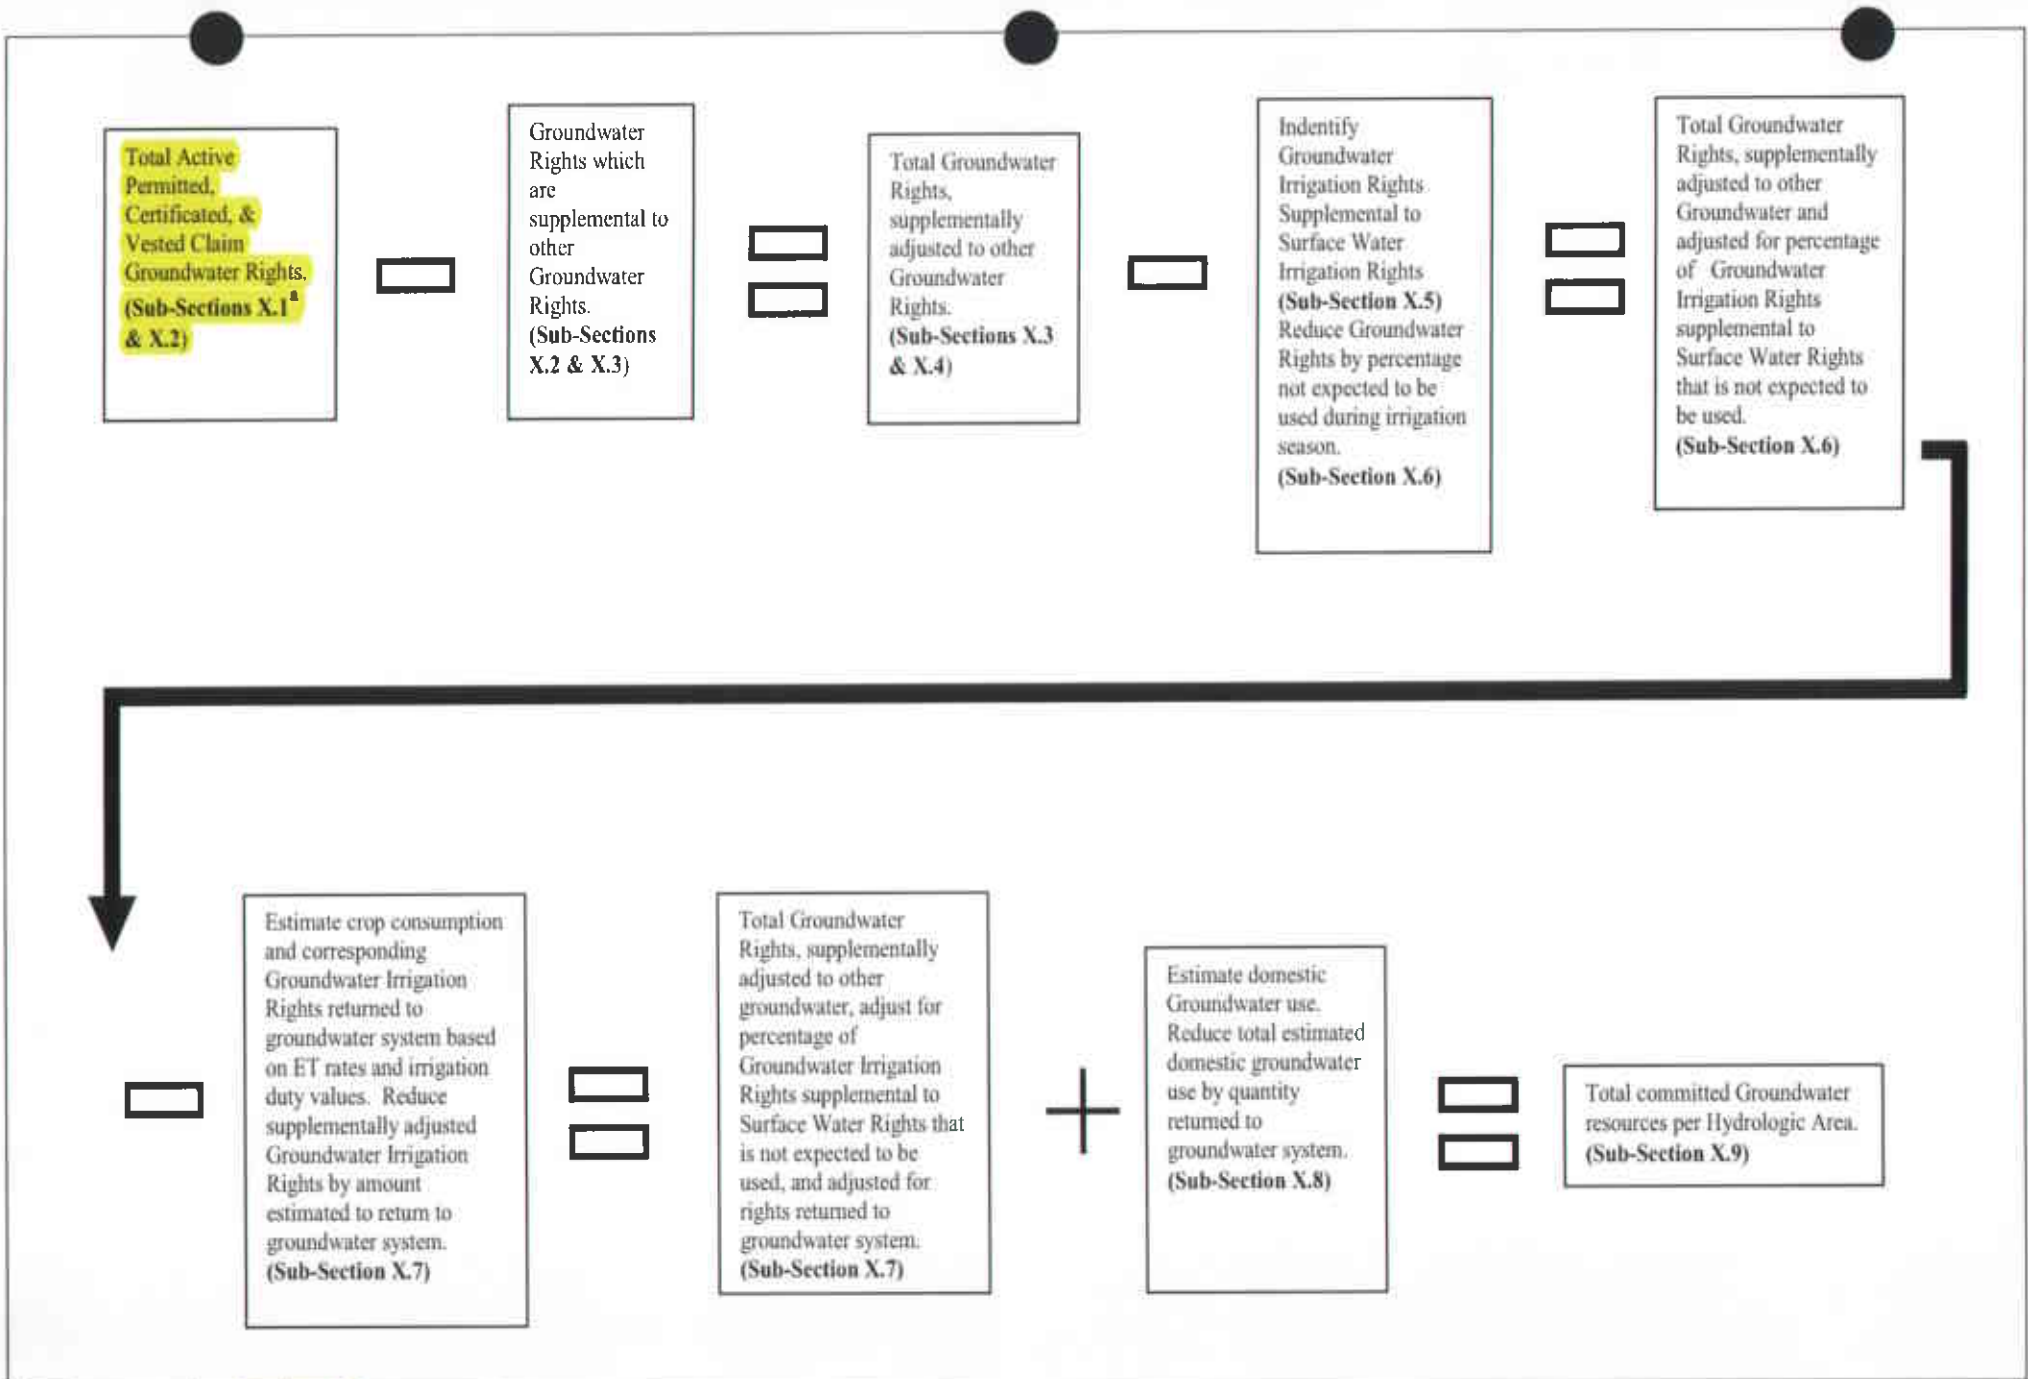 Total Active
Permitted,
Certificated, &
Vested Claim
Groundwater Rights.
(Sub-Sections X.1a
& X.2)
Groundwater
Rights which
are
supplemental to
other
Groundwater
Rights.
(Sub-Sections
X.2 & X.3)
Total Groundwater
Rights,
supplementally
adjusted to other
Groundwater
Rights.
(Sub-Sections X.3
& X.4)
Indentify
Groundwater
Irrigation Rights
Supplemental to
Surface Water
Irrigation Rights
(Sub-Section X.5)
Reduce Groundwater
Rights by percentage
not expected to be
used during irrigation
season.
(Sub-Section X.6)
Total Groundwater
Rights, supplementally
adjusted to other
Groundwater and
adjusted for percentage
of Groundwater
Irrigation Rights
supplemental to
Surface Water Rights
that is not expected to
be used.
(Sub-Section X.6)
Estimate crop consumption
and corresponding
Groundwater Irrigation
Rights returned to
groundwater system based
on ET rates and irrigation
duty values. Reduce
supplementally adjusted
Groundwater Irrigation
Rights by amount
estimated to return to
groundwater system.
(Sub-Section X.7)
Total Groundwater
Rights, supplementally
adjusted to other
groundwater, adjust for
percentage of
Groundwater Irrigation
Rights supplemental to
Surface Water Rights that
is not expected to be
used, and adjusted for
rights returned to
groundwater system.
(Sub-Section X.7)
Estimate domestic
Groundwater use.
Reduce total estimated
domestic groundwater
use by quantity
returned to
groundwater system.
(Sub-Section X.8)
Total committed Groundwater
resources per Hydrologic Area.
(Sub-Section X.9)